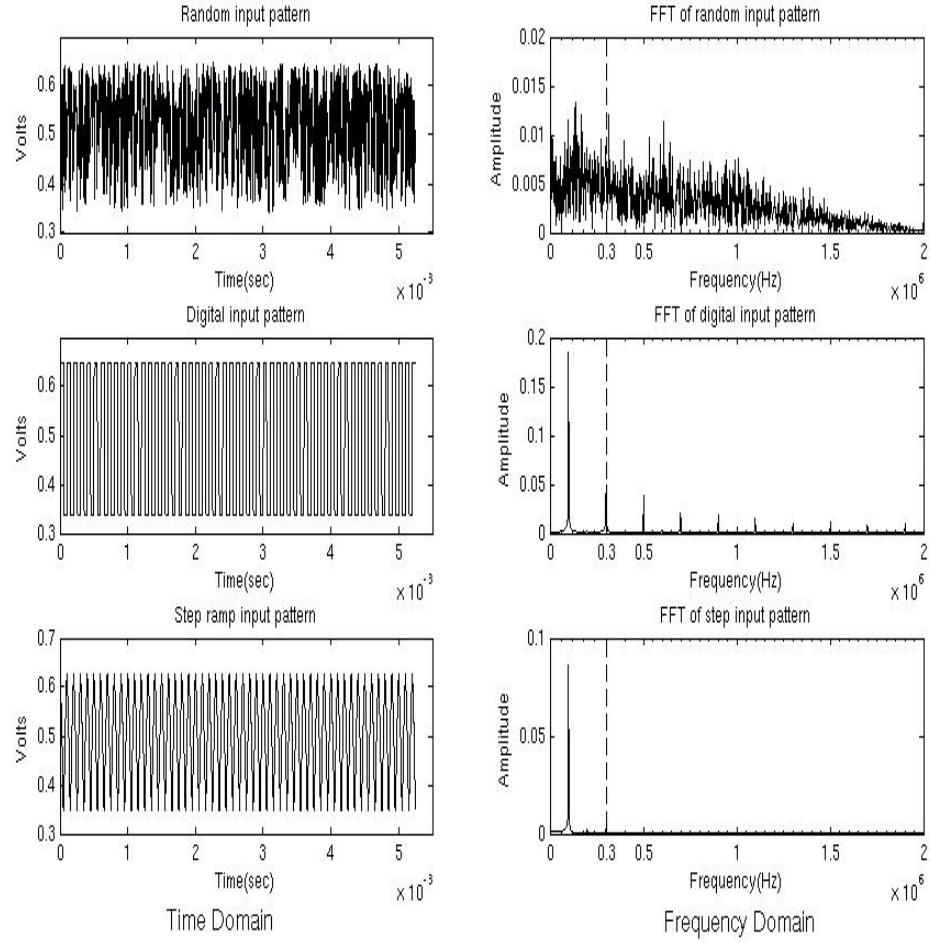 Random input pattern
0.6
0.5
0.4
0.3
Volts
0 1 2 3 4 5
Time(sec)
x 10^-3
FFT of random input pattern
0.02
0.015
0.01
0.005
0
Amplitude
0 0.3 0.5 1 1.5 2
Frequency(Hz)
x 10^6
Digital input pattern
0.6
0.5
0.4
0.3
Volts
0 1 2 3 4 5
Time(sec)
x 10^-3
FFT of digital input pattern
0.2
0.15
0.1
0.05
0
Amplitude
0 0.3 0.5 1 1.5 2
Frequency(Hz)
x 10^6
Step ramp input pattern
0.7
0.6
0.5
0.4
0.3
Volts
0 1 2 3 4 5
Time(sec)
x 10^-3
Time Domain
FFT of step input pattern
0.1
0.05
0
Amplitude
0 0.3 0.5 1 1.5 2
Frequency(Hz)
x 10^6
Frequency Domain